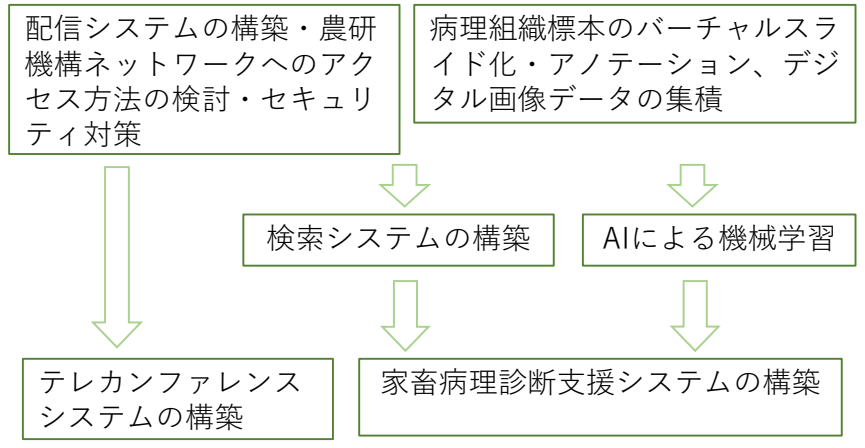 配信システムの構築・農研
機構ネットワークへのアク
セス方法の検討・セキュリ
ティ対策
病理組織標本のバーチャルスラ
イド化・アノテーション、デジ
タル画像データの集積
検索システムの構築
AIによる機械学習
テレカンファレンス
システムの構築
家畜病理診断支援システムの構築